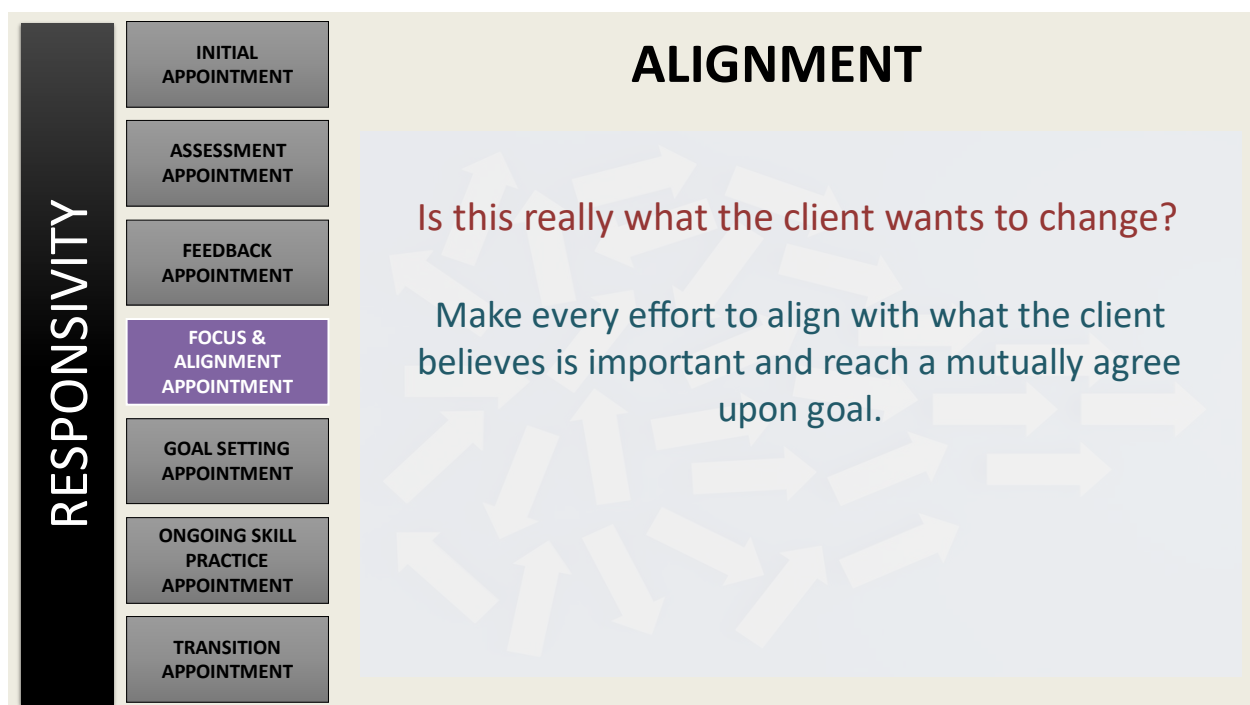 RESPONSIVITY
INITIAL
APPOINTMENT
ASSESSMENT
APPOINTMENT
FEEDBACK
APPOINTMENT
FOCUS &
ALIGNMENT
APPOINTMENT
GOAL SETTING
APPOINTMENT
ONGOING SKILL
PRACTICE
APPOINTMENT
TRANSITION
APPOINTMENT
ALIGNMENT
Is this really what the client wants to change?
Make every effort to align with what the client
believes is important and reach a mutually agree
upon goal.